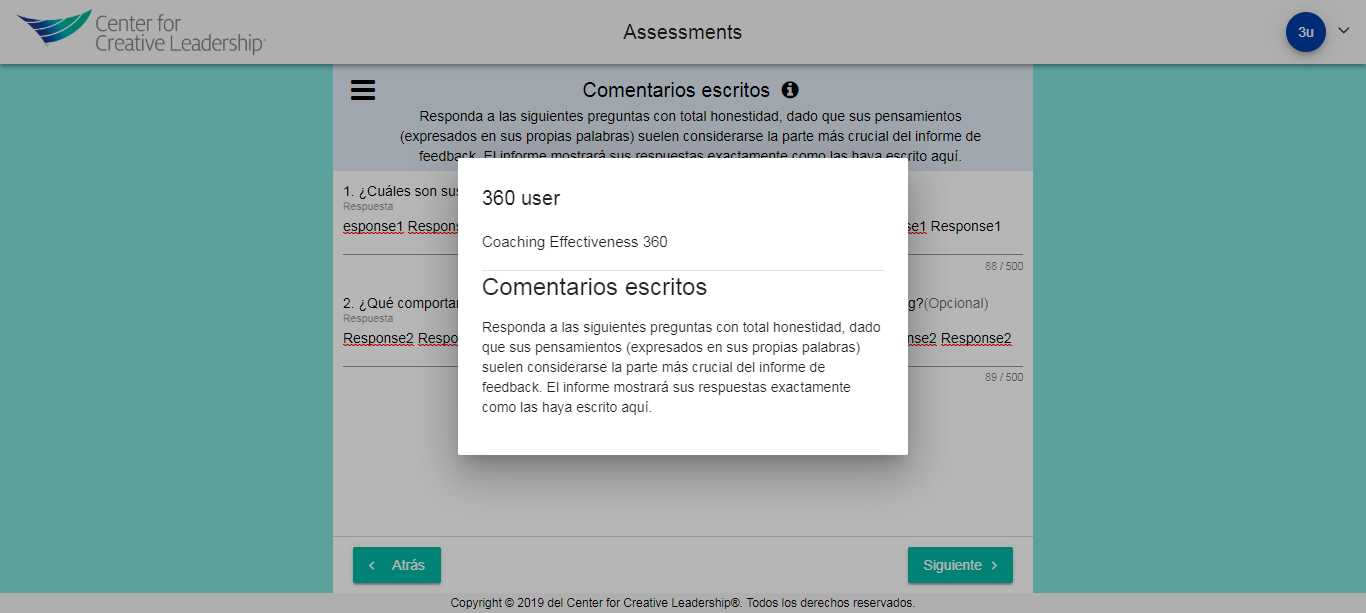 Center for
Creative Leadership®
Assessments
3u
Comentarios escritos
Responda a las siguientes preguntas con total honestidad, dado que sus pensamientos
(expresados en sus propias palabras) suelen considerarse la parte más crucial del informe de
feedback. El informe mostrará sus respuestas exactamente como las haya escrito aquí.
1. ¿Cuáles son sus
Respuesta
esponse1 Respons se1 Response1
88 / 500
2. ¿Qué comportar g?(Opcional)
Respuesta
Response2 Respo nse2 Response2
89 / 500
360 user
Coaching Effectiveness 360
Comentarios escritos
Responda a las siguientes preguntas con total honestidad, dado
que sus pensamientos (expresados en sus propias palabras)
suelen considerarse la parte más crucial del informe de
feedback. El informe mostrará sus respuestas exactamente
como las haya escrito aquí.
Atrás
Siguiente
Copyright © 2019 del Center for Creative Leadership®. Todos los derechos reservados.